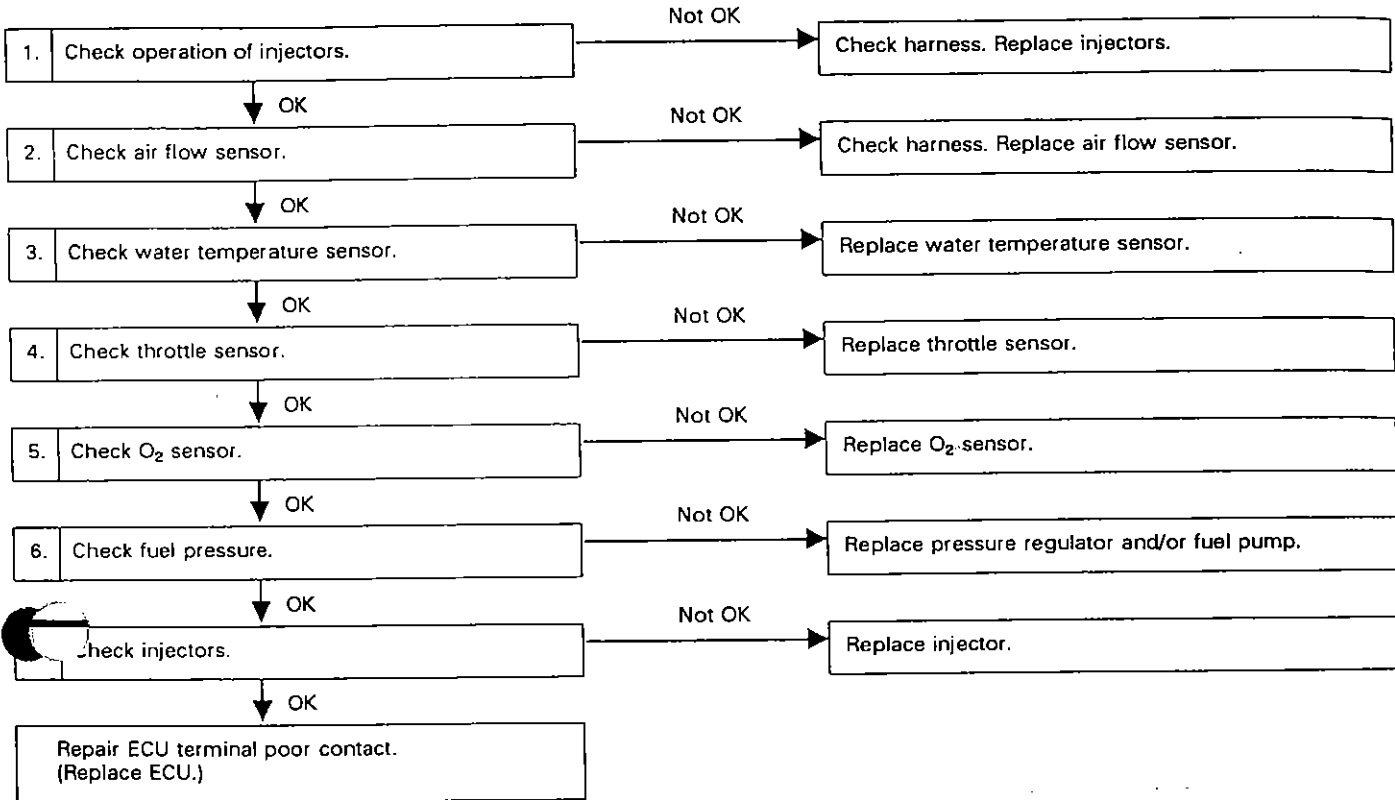 1. Check operation of injectors.
Not OK
Check harness. Replace injectors.
OK
2. Check air flow sensor.
Not OK
Check harness. Replace air flow sensor.
OK
3. Check water temperature sensor.
Not OK
Replace water temperature sensor.
OK
4. Check throttle sensor.
Not OK
Replace throttle sensor.
OK
5. Check O₂ sensor.
Not OK
Replace O₂ sensor.
OK
6. Check fuel pressure.
Not OK
Replace pressure regulator and/or fuel pump.
OK
Check injectors.
Not OK
Replace injector.
OK
Repair ECU terminal poor contact.
(Replace ECU.)